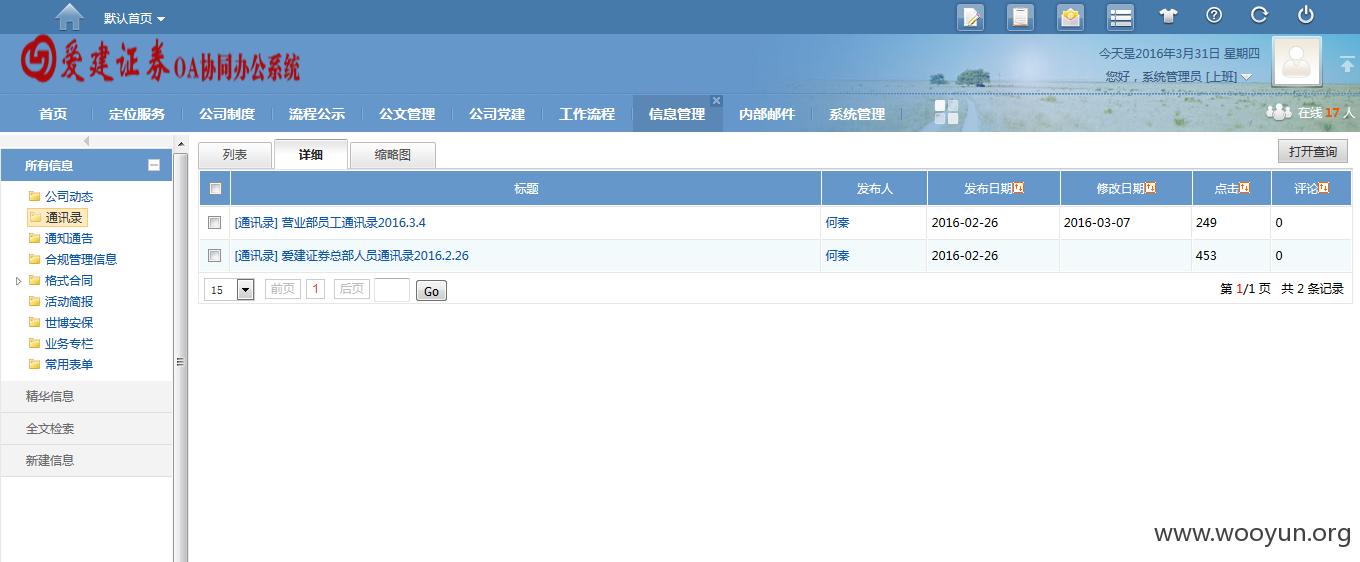 默认首页
爱建证券OA协同办公系统
今天是2016年3月31日 星期四
您好，系统管理员 [上班]
首页 定位服务 公司制度 流程公示 公文管理 公司党建 工作流程 信息管理 内部邮件 系统管理
在线 17 人
所有信息
公司动态
通讯录
通知通告
合规管理信息
格式合同
活动简报
世博安保
业务专栏
常用表单
精华信息
全文检索
新建信息
列表 详细 缩略图 打开查询
标题 发布人 发布日期 修改日期 点击 评论
[通讯录] 营业部员工通讯录2016.3.4 何秦 2016-02-26 2016-03-07 249 0
[通讯录] 爱建证券总部人员通讯录2016.2.26 何秦 2016-02-26 453 0
15 前页 1 后页 Go 第 1/1 页 共 2 条记录
www.wooyun.org